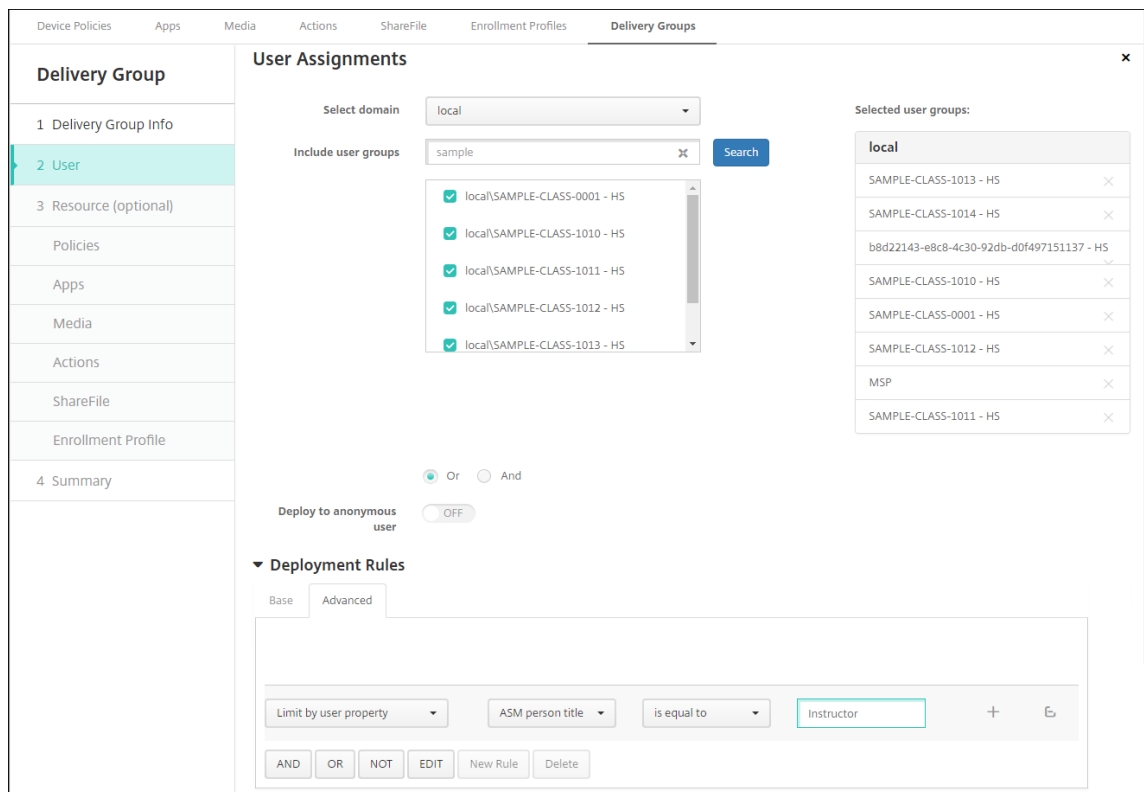 Device Policies Apps Media Actions ShareFile Enrollment Profiles Delivery Groups
Delivery Group
1 Delivery Group Info
2 User
3 Resource (optional)
Policies
Apps
Media
Actions
ShareFile
Enrollment Profile
4 Summary
User Assignments
Select domain local
Include user groups sample Search
local\SAMPLE-CLASS-0001 - HS
local\SAMPLE-CLASS-1010 - HS
local\SAMPLE-CLASS-1011 - HS
local\SAMPLE-CLASS-1012 - HS
local\SAMPLE-CLASS-1013 - HS
Selected user groups:
local
SAMPLE-CLASS-1013 - HS
SAMPLE-CLASS-1014 - HS
b8d22143-e8c8-4c30-92db-d0f497151137 - HS
SAMPLE-CLASS-1010 - HS
SAMPLE-CLASS-0001 - HS
SAMPLE-CLASS-1012 - HS
MSP
SAMPLE-CLASS-1011 - HS
Or And
Deploy to anonymous
user
OFF
Deployment Rules
Base Advanced
Limit by user property ASM person title is equal to Instructor
AND OR NOT EDIT New Rule Delete